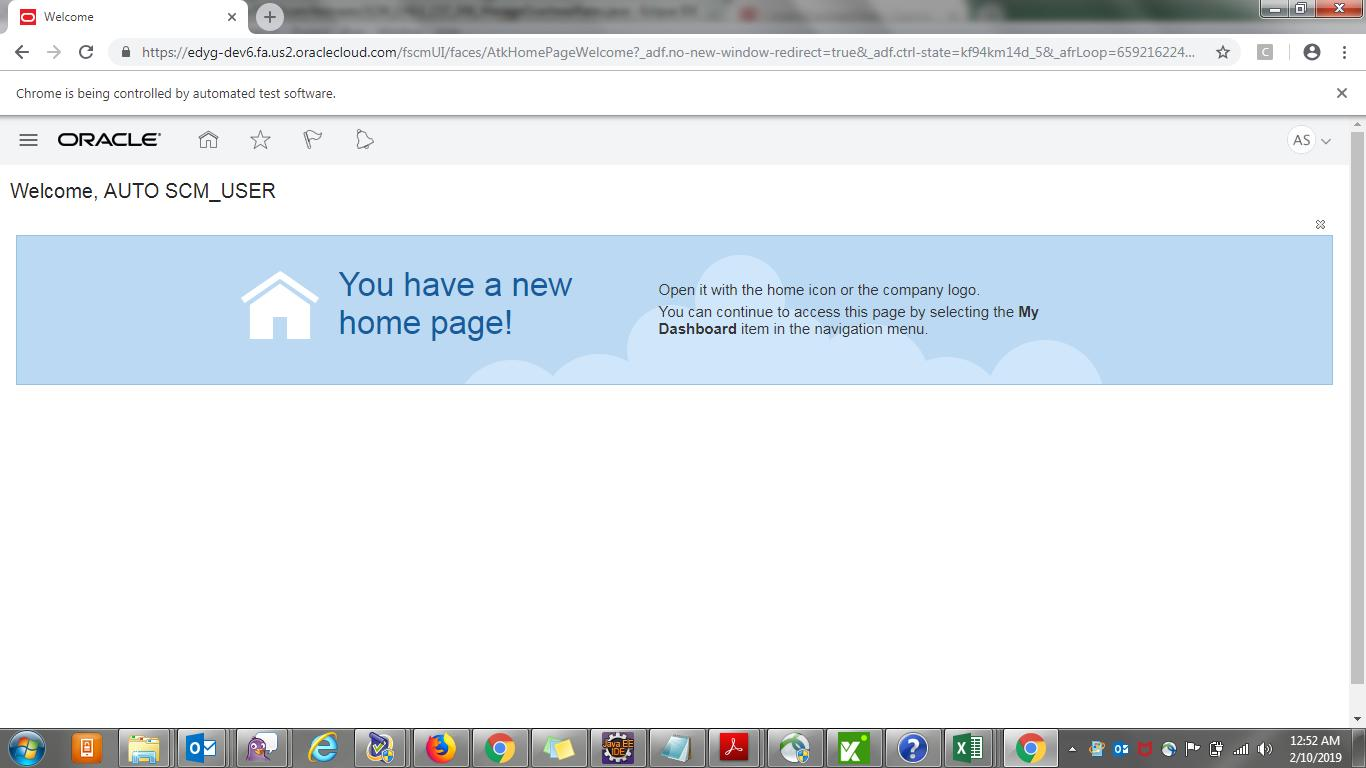 Welcome
https://edyg-dev6.fa.us2.oraclecloud.com/fscmUI/faces/AtkHomePageWelcome?_adf.no-new-window-redirect=true&_adf.ctrl-state=kf94km14d_5&_afrLoop=659216224...
C
Chrome is being controlled by automated test software.
ORACLE
AS
Welcome, AUTO SCM_USER
You have a new
home page!
Open it with the home icon or the company logo.
You can continue to access this page by selecting the My
Dashboard item in the navigation menu.
Java EE
IDE
12:52 AM
2/10/2019